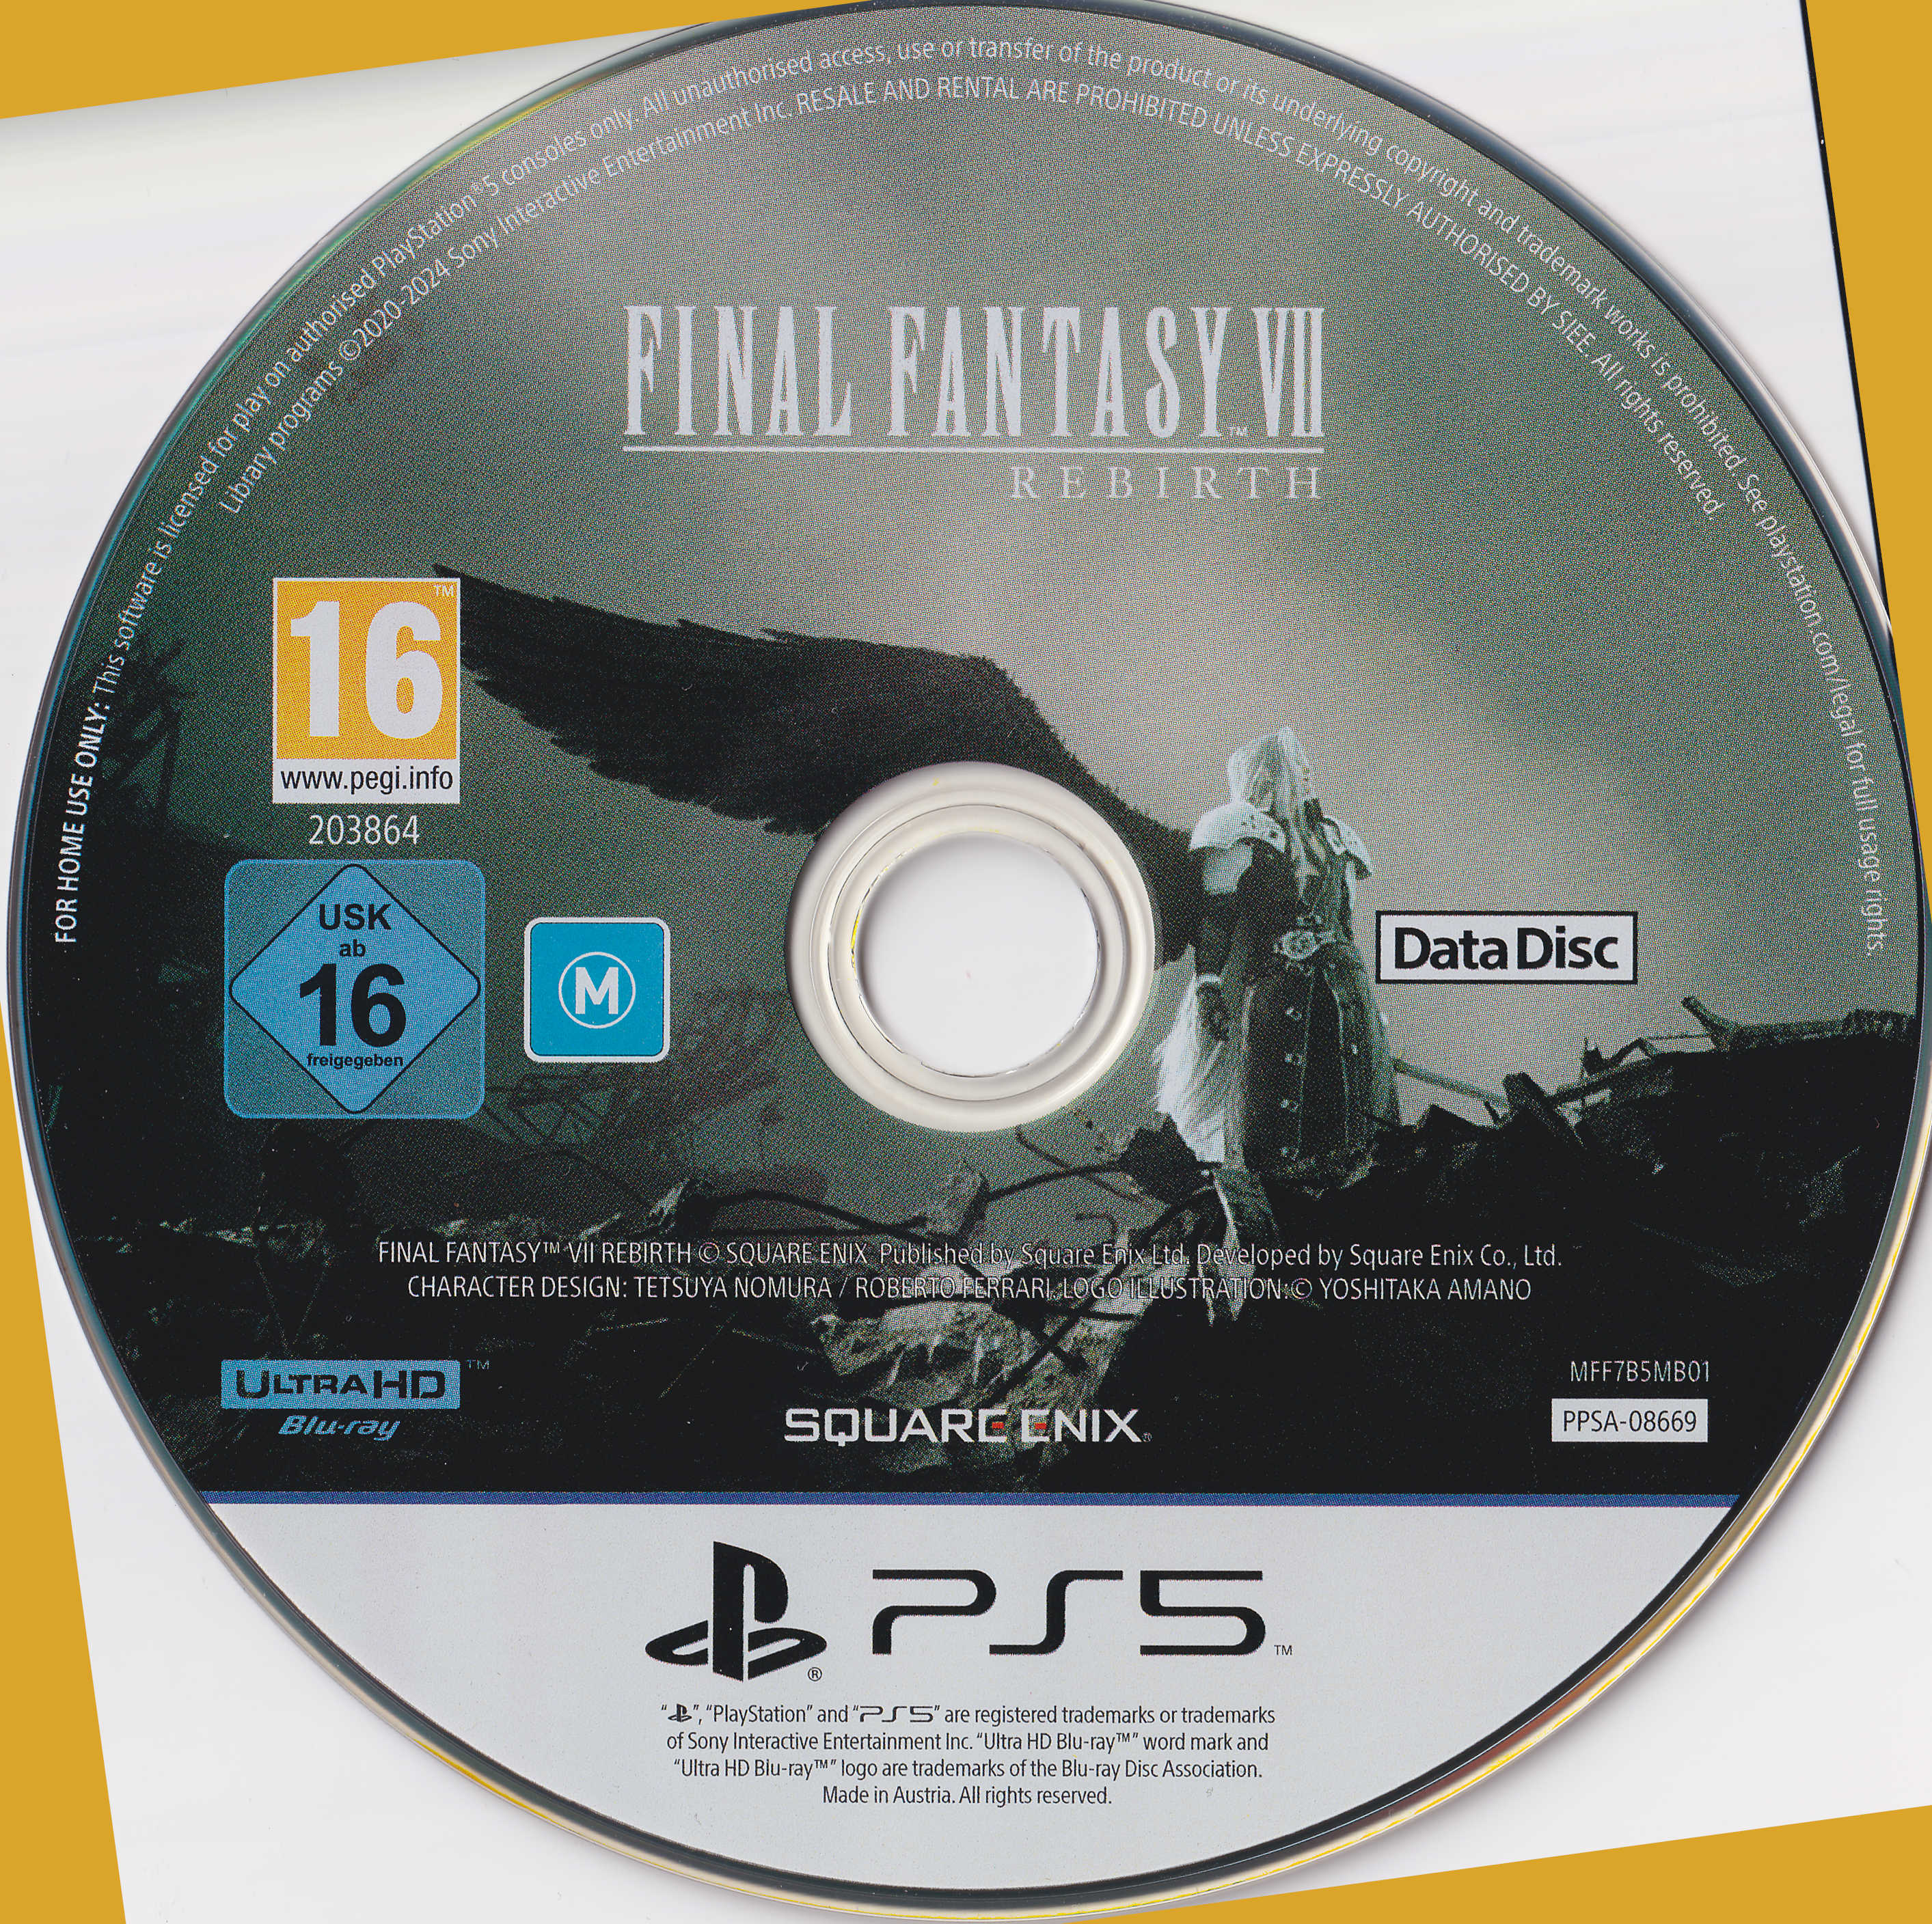 FOR HOME USE ONLY: This software is licensed for play on authorised PlayStation®5 consoles only. All unauthorised access, use or transfer of the product or its underlying copyright and trademark works is prohibited. See playstation.com/legal for full usage rights.
Library programs ©2020-2024 Sony Interactive Entertainment Inc. RESALE AND RENTAL ARE PROHIBITED UNLESS EXPRESSLY AUTHORISED BY SIEE. All rights reserved.
FINAL FANTASY™ VII
REBIRTH
16™
www.pegi.info
203864
USK
ab
16
freigegeben
M
Data Disc
FINAL FANTASY™ VII REBIRTH © SQUARE ENIX. Published by Square Enix Ltd. Developed by Square Enix Co., Ltd.
CHARACTER DESIGN: TETSUYA NOMURA / ROBERTO FERRARI. LOGO ILLUSTRATION: © YOSHITAKA AMANO
ULTRA HD™
Blu-ray
SQUARE ENIX®
MFF7B5MB01
PPSA-08669
® PS5™
“ ”, “PlayStation” and “PS5” are registered trademarks or trademarks
of Sony Interactive Entertainment Inc. “Ultra HD Blu-ray™” word mark and
“Ultra HD Blu-ray™” logo are trademarks of the Blu-ray Disc Association.
Made in Austria. All rights reserved.